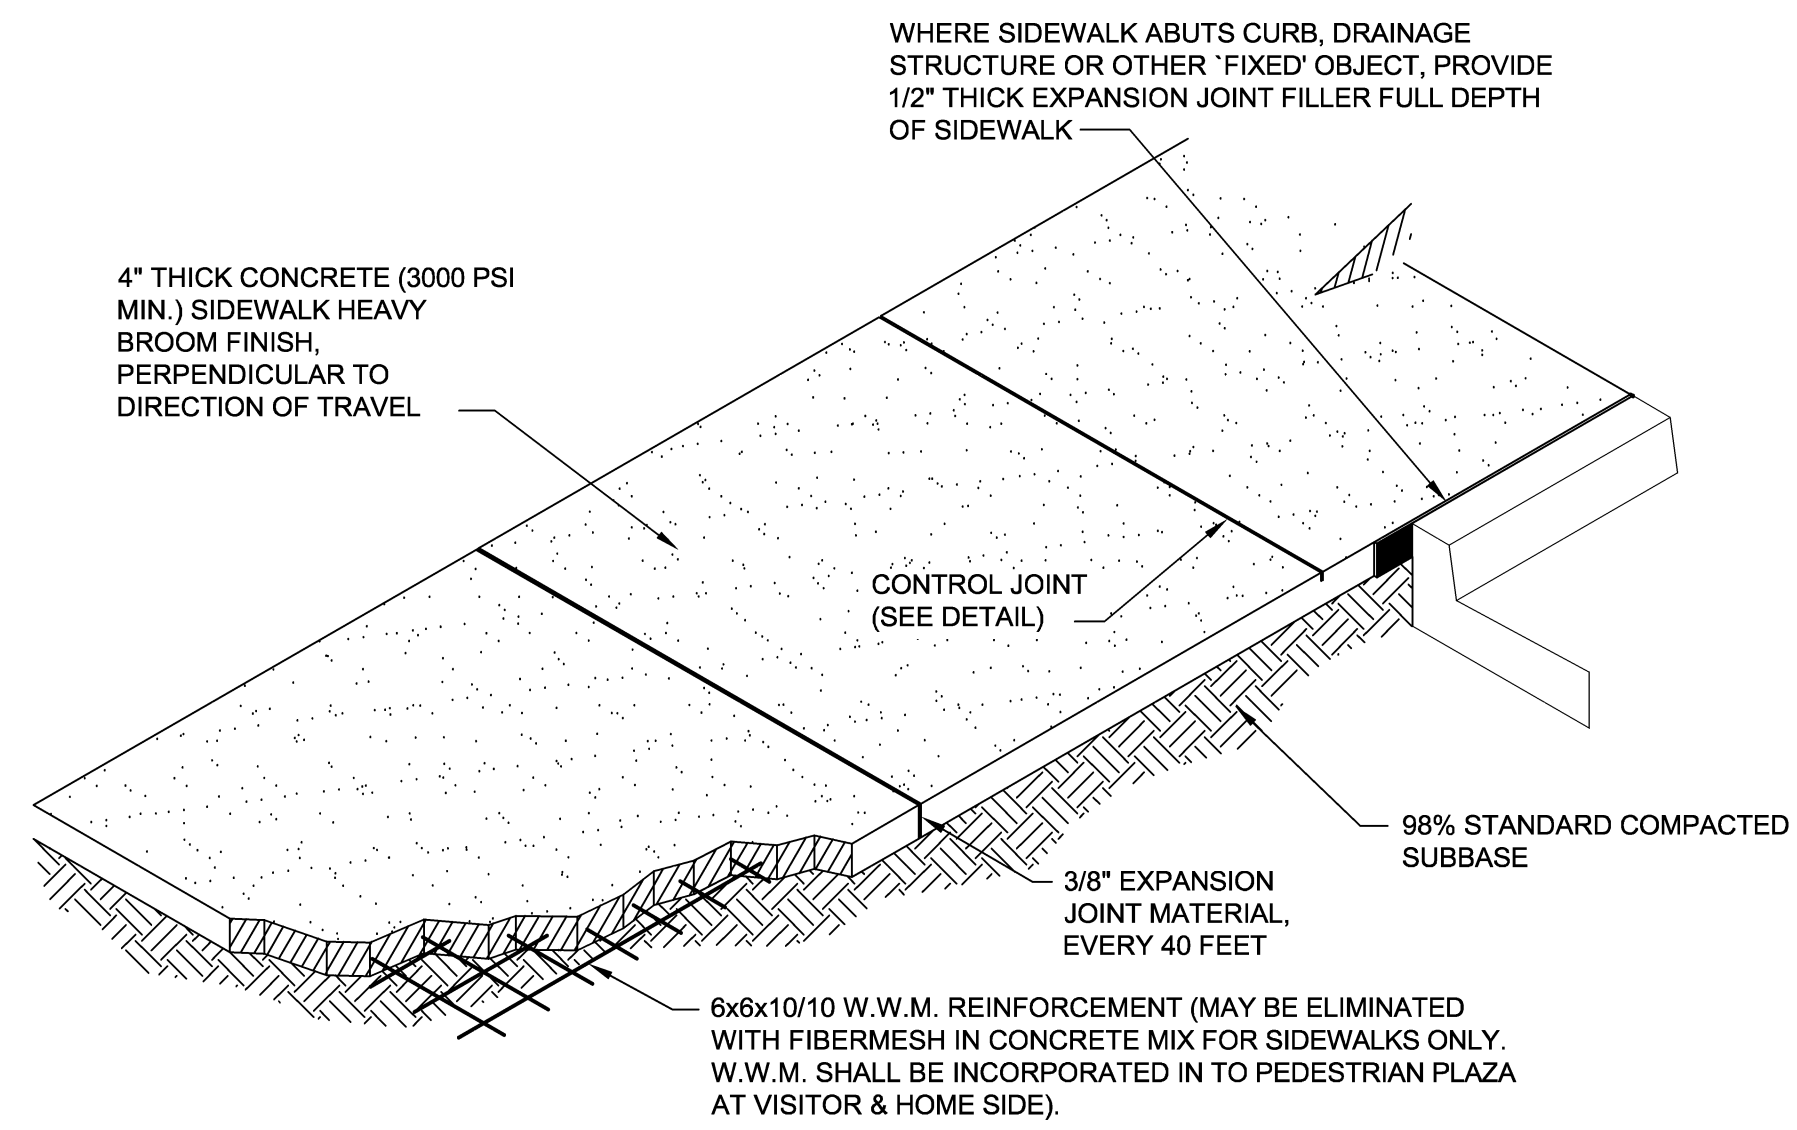 WHERE SIDEWALK ABUTS CURB, DRAINAGE
STRUCTURE OR OTHER `FIXED' OBJECT, PROVIDE
1/2" THICK EXPANSION JOINT FILLER FULL DEPTH
OF SIDEWALK
4" THICK CONCRETE (3000 PSI
MIN.) SIDEWALK HEAVY
BROOM FINISH,
PERPENDICULAR TO
DIRECTION OF TRAVEL
CONTROL JOINT
(SEE DETAIL)
98% STANDARD COMPACTED
SUBBASE
3/8" EXPANSION
JOINT MATERIAL,
EVERY 40 FEET
6x6x10/10 W.W.M. REINFORCEMENT (MAY BE ELIMINATED
WITH FIBERMESH IN CONCRETE MIX FOR SIDEWALKS ONLY.
W.W.M. SHALL BE INCORPORATED IN TO PEDESTRIAN PLAZA
AT VISITOR & HOME SIDE).